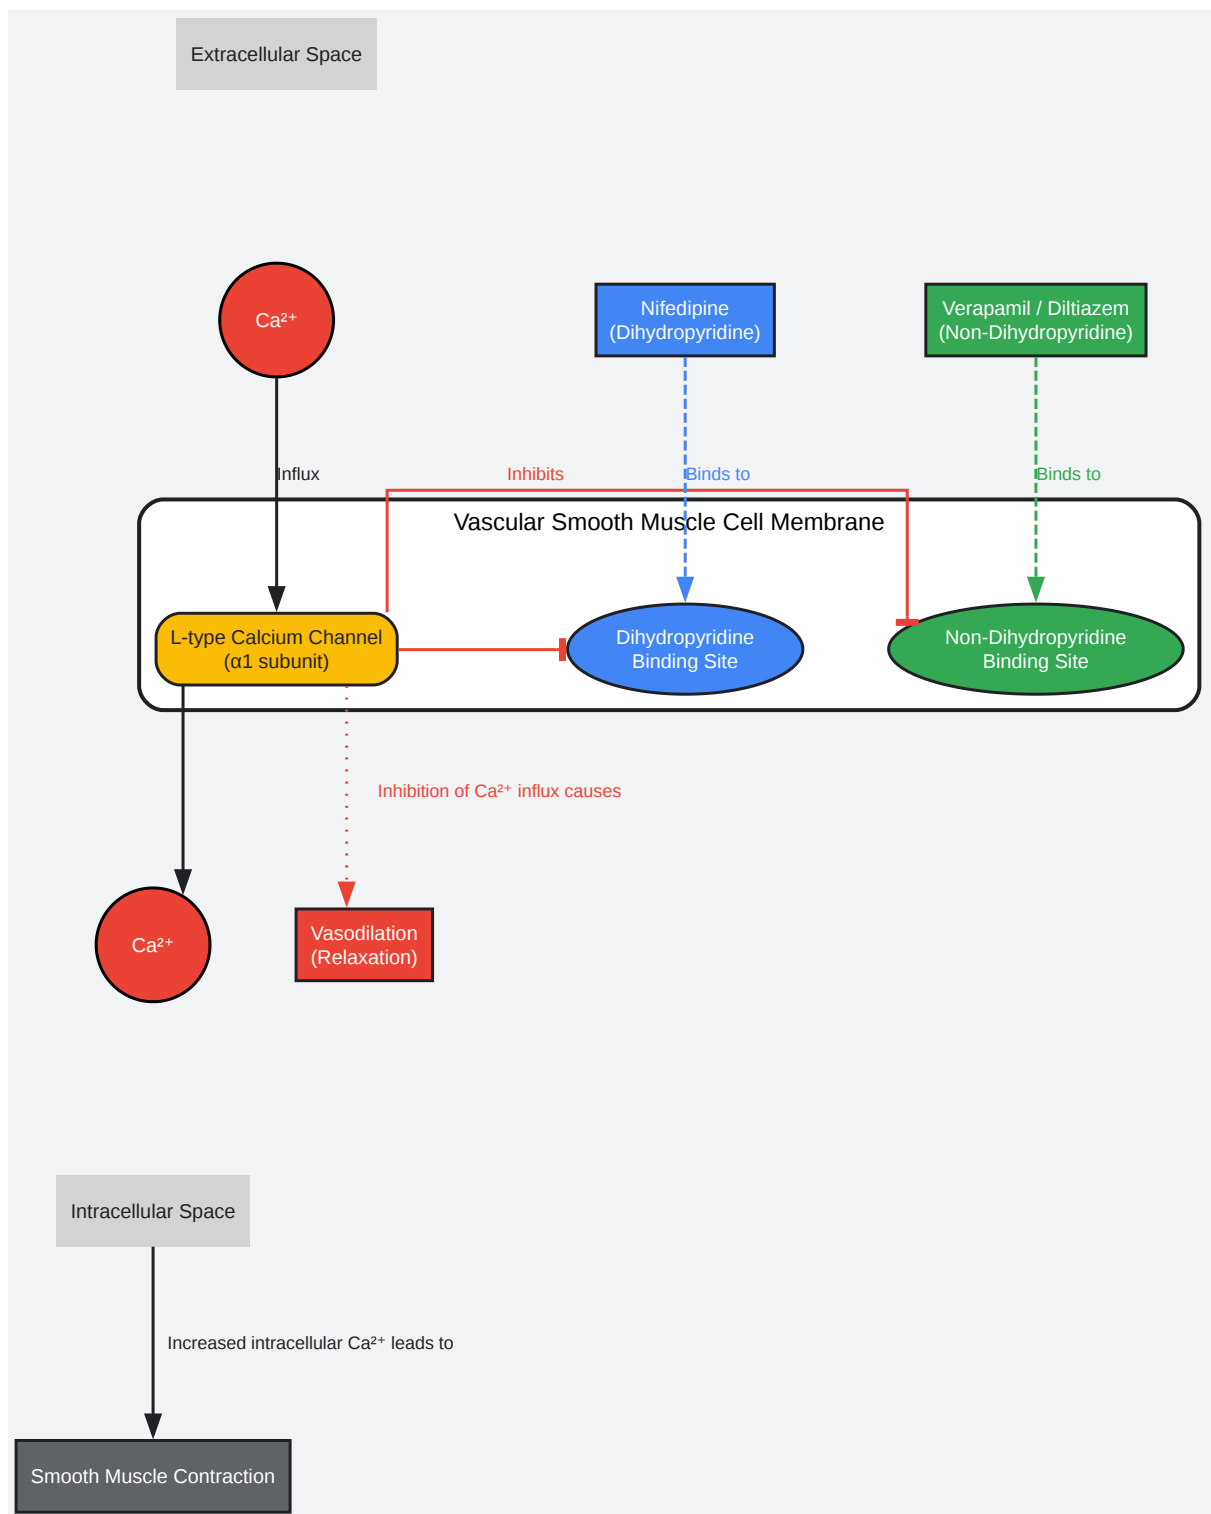 Extracellular Space
Ca²⁺
Nifedipine
(Dihydropyridine)
Verapamil / Diltiazem
(Non-Dihydropyridine)
Influx
Inhibits
Binds to
Binds to
Vascular Smooth Muscle Cell Membrane
L-type Calcium Channel
(α1 subunit)
Dihydropyridine
Binding Site
Non-Dihydropyridine
Binding Site
Inhibition of Ca²⁺ influx causes
Ca²⁺
Vasodilation
(Relaxation)
Intracellular Space
Increased intracellular Ca²⁺ leads to
Smooth Muscle Contraction